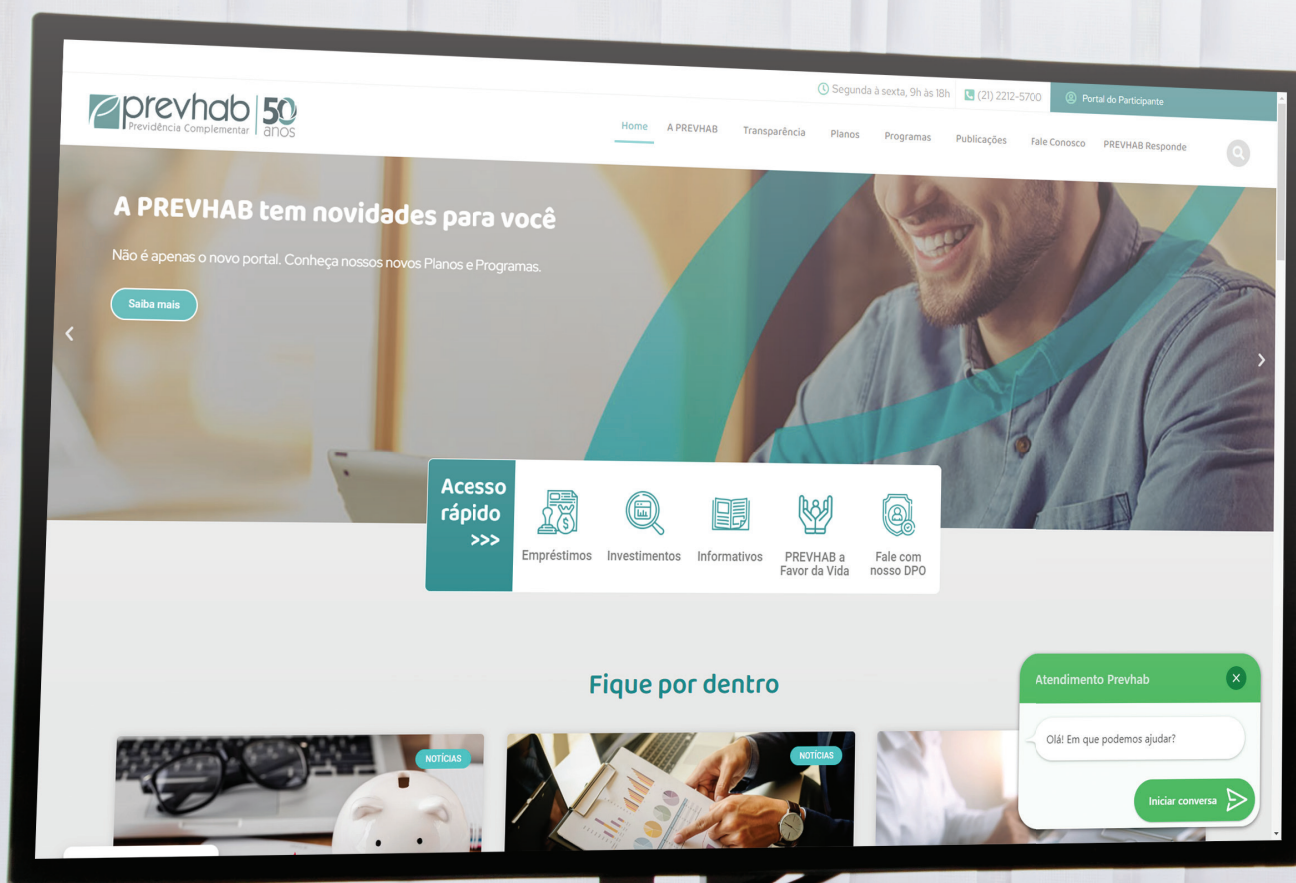 Segunda à sexta, 9h às 18h
(21) 2212-5700
Portal do Participante
prevhab
Previdência Complementar
50
anos
Home
A PREVHAB
Transparência
Planos
Programas
Publicações
Fale Conosco
PREVHAB Responde
A PREVHAB tem novidades para você
Não é apenas o novo portal. Conheça nossos novos Planos e Programas.
Saiba mais
Acesso
rápido
>>>
Empréstimos
Investimentos
Informativos
PREVHAB a
Favor da Vida
Fale com
nosso DPO
Fique por dentro
NOTÍCIAS
NOTÍCIAS
Atendimento Prevhab
X
Olá! Em que podemos ajudar?
Iniciar conversa